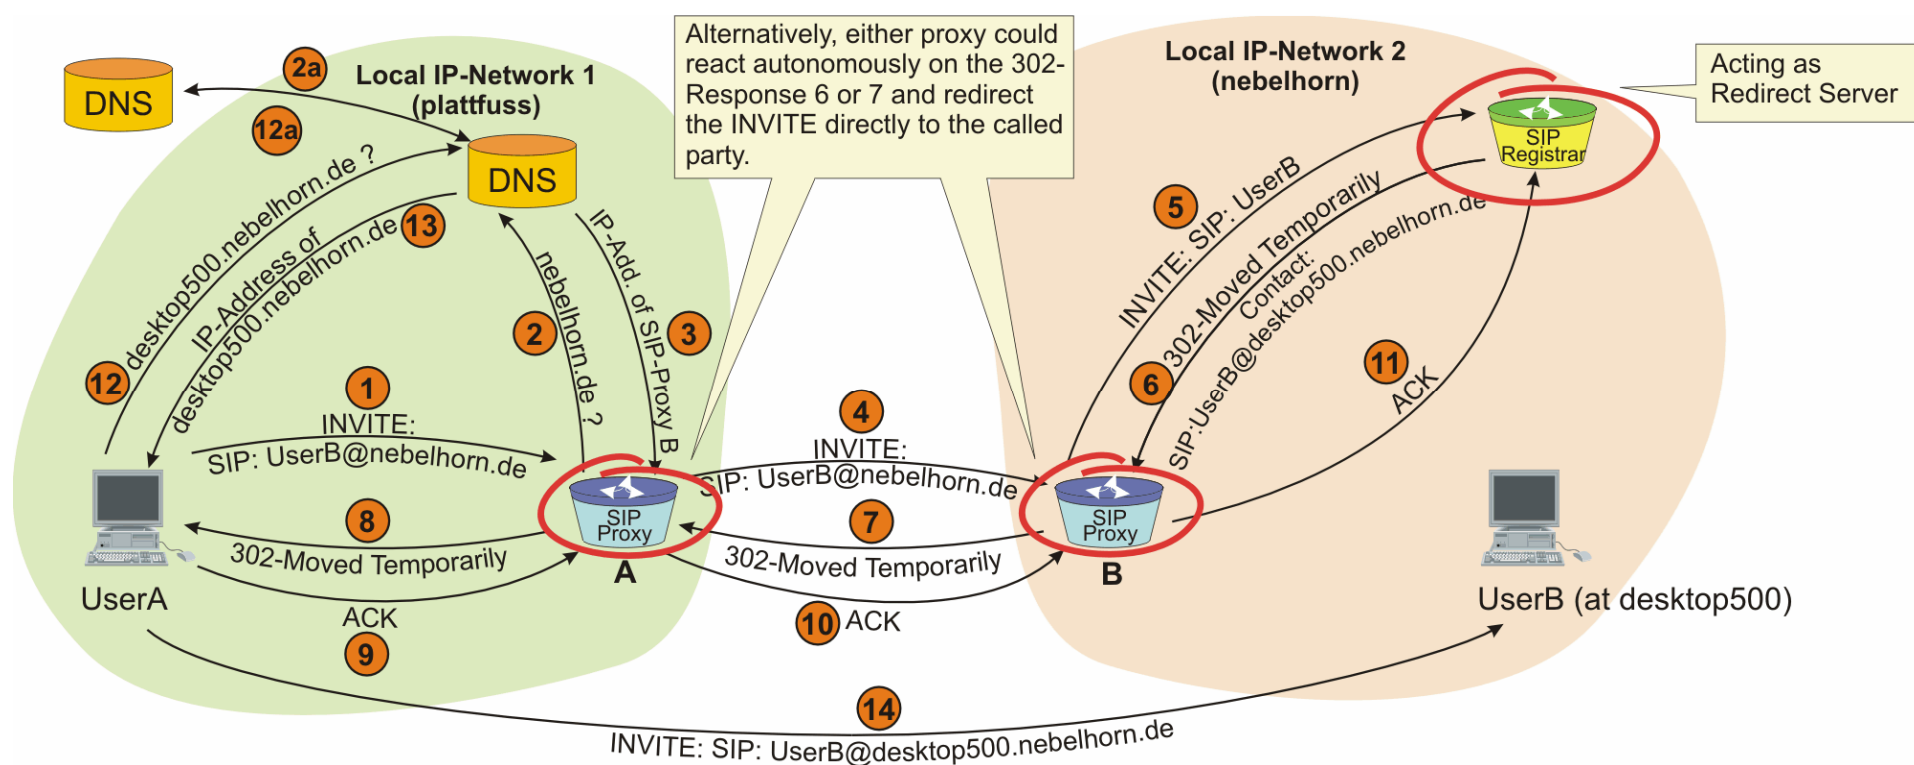 Alternatively, either proxy could
react autonomously on the 302-
Response 6 or 7 and redirect
the INVITE directly to the called
party.
Local IP-Network 1
(plattfuss)
Local IP-Network 2
(nebelhorn)
Acting as
Redirect Server
DNS
2a
12a
DNS
SIP
Registrar
12
desktop500.nebelhorn.de ?
13
IP-Address of
desktop500.nebelhorn.de
2
nebelhorn.de ?
3
IP-Add. of SIP-Proxy B
5
INVITE: SIP: UserB
6
302-Moved Temporarily
Contact:
SIP:UserB@desktop500.nebelhorn.de
11
ACK
1
INVITE:
SIP: UserB@nebelhorn.de
4
INVITE:
SIP: UserB@nebelhorn.de
SIP
Proxy
A
SIP
Proxy
B
8
302-Moved Temporarily
7
302-Moved Temporarily
UserA
UserB (at desktop500)
ACK
9
10
ACK
14
INVITE: SIP: UserB@desktop500.nebelhorn.de